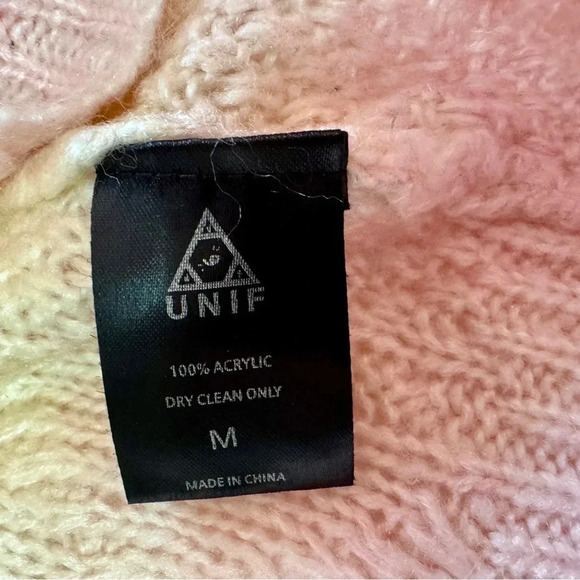 UNIF
100% ACRYLIC
DRY CLEAN ONLY
M
MADE IN CHINA